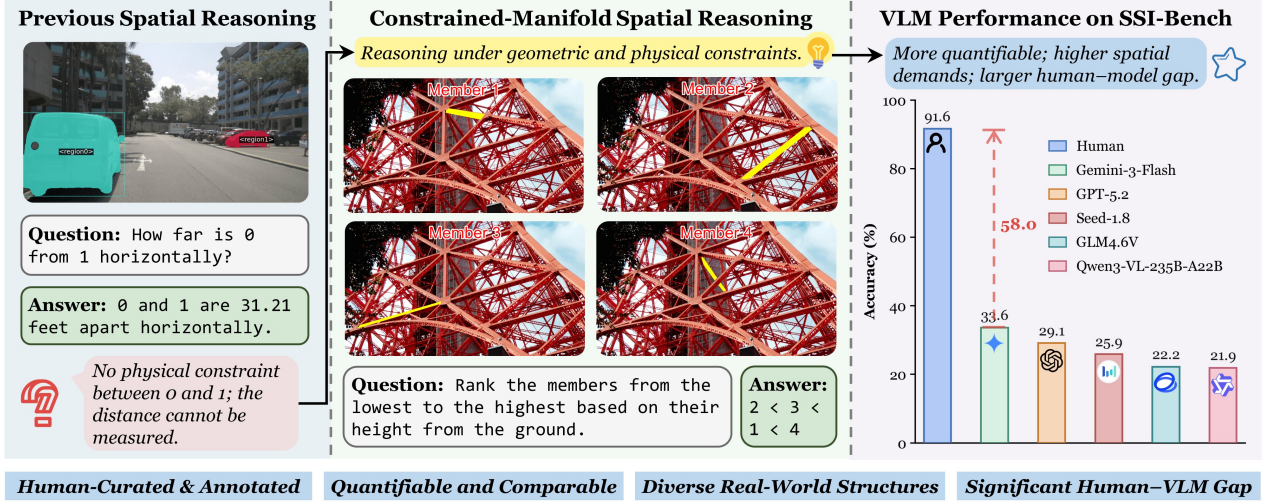 Previous Spatial Reasoning
<region0>
<region1>
Question: How far is 0
from 1 horizontally?
Answer: 0 and 1 are 31.21
feet apart horizontally.
No physical constraint
between 0 and 1; the
distance cannot be
measured.
Constrained-Manifold Spatial Reasoning
Reasoning under geometric and physical constraints.
Member 1
Member 2
Member 3
Member 4
Question: Rank the members from the
lowest to the highest based on their
height from the ground.
Answer:
2 < 3 <
1 < 4
VLM Performance on SSI-Bench
More quantifiable; higher spatial
demands; larger human–model gap.
Accuracy (%)
100
80
60
40
20
0
91.6
33.6
29.1
25.9
22.2
21.9
58.0
Human
Gemini-3-Flash
GPT-5.2
Seed-1.8
GLM4.6V
Qwen3-VL-235B-A22B
Human-Curated & Annotated
Quantifiable and Comparable
Diverse Real-World Structures
Significant Human–VLM Gap